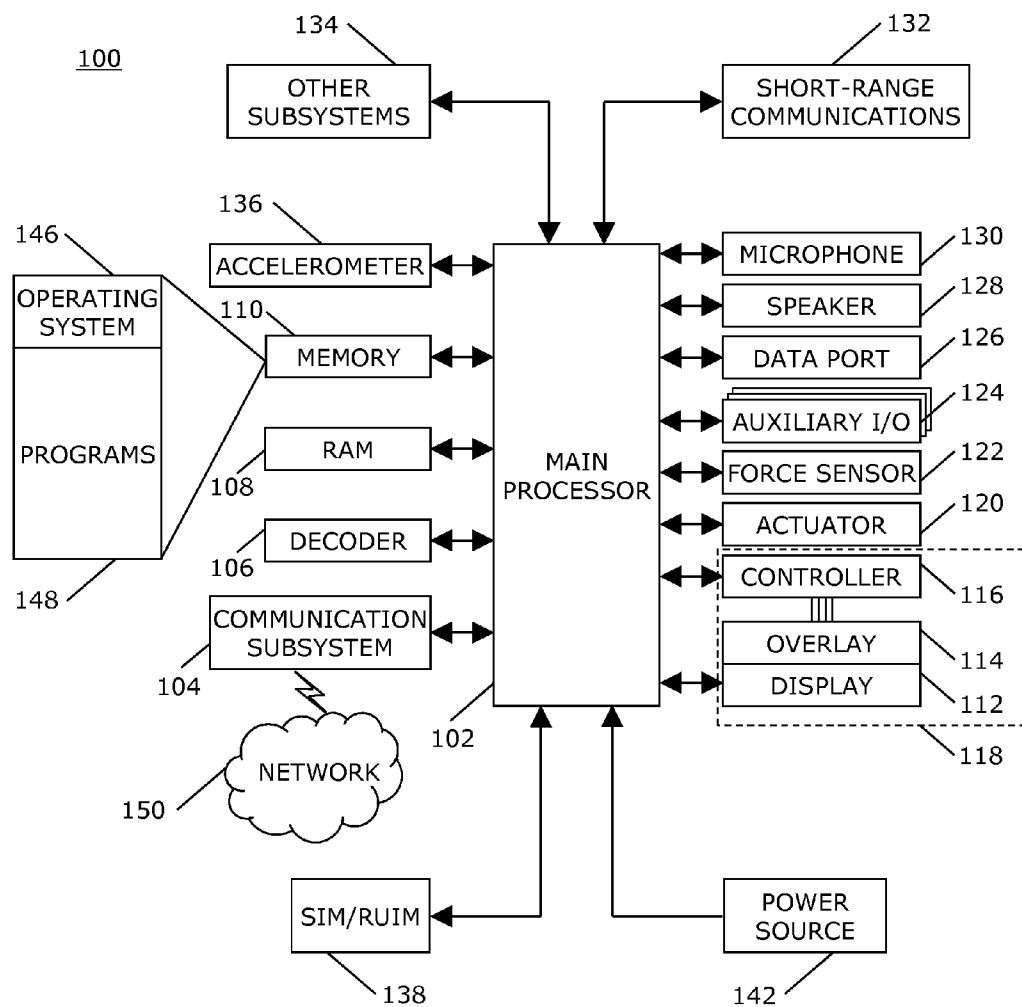 100
134
132
OTHER
SUBSYSTEMS
SHORT-RANGE
COMMUNICATIONS
136
146
ACCELEROMETER
MICROPHONE
130
OPERATING
SYSTEM
110
SPEAKER
128
MEMORY
DATA PORT
126
AUXILIARY I/O
124
PROGRAMS
RAM
108
MAIN
PROCESSOR
FORCE SENSOR
122
ACTUATOR
120
DECODER
106
CONTROLLER
116
148
COMMUNICATION
SUBSYSTEM
104
OVERLAY
114
DISPLAY
112
102
118
NETWORK
150
SIM/RUIM
138
POWER
SOURCE
142